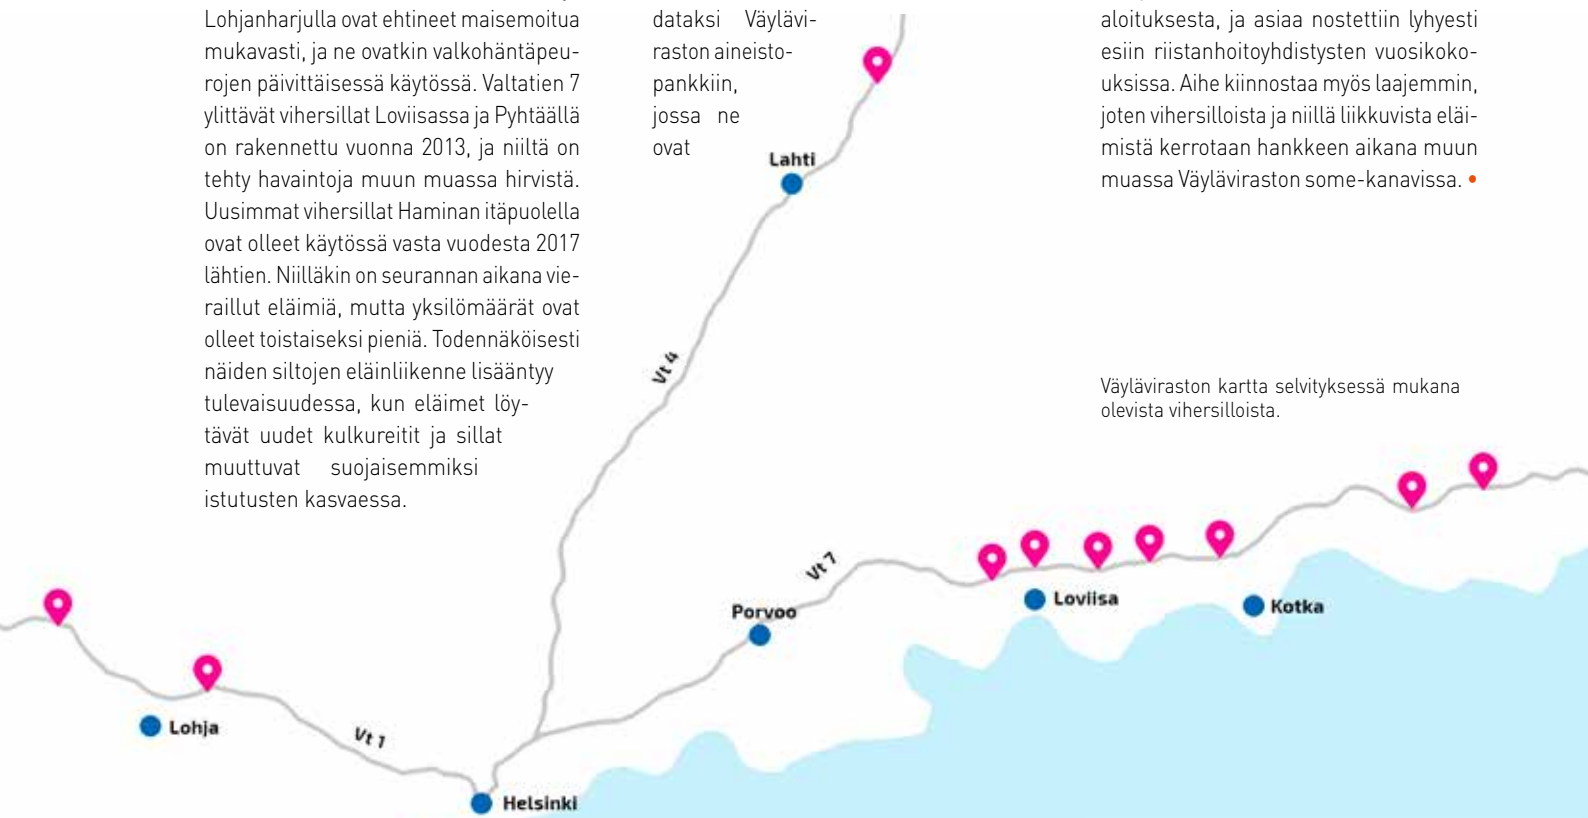 Lohjanharjulla ovat ehtineet maisemoitua
mukavasti, ja ne ovatkin valkohäntäpeu-
rojen päivittäisessä käytössä. Valtatien 7
ylittävät vihersillat Loviisassa ja Pyhtäällä
on rakennettu vuonna 2013, ja niiltä on
tehty havaintoja muun muassa hirvistä.
Uusimmat vihersillat Haminan itäpuolella
ovat olleet käytössä vasta vuodesta 2017
lähtien. Niilläkin on seurannan aikana vie-
raillut eläimiä, mutta yksilömäärät ovat
olleet toistaiseksi pieniä. Todennäköisesti
näiden siltojen eläinliikenne lisääntyy
tulevaisuudessa, kun eläimet löy-
tävät uudet kulkureitit ja sillat
muuttuvat suojaisemmiksi
istutusten kasvaessa.
dataksi Väylävi-
raston aineisto-
pankkiin,
jossa ne
ovat
aloituksesta, ja asiaa nostettiin lyhyesti
esiin riistanhoitoyhdistysten vuosikoko-
uksissa. Aihe kiinnostaa myös laajemmin,
joten vihersilloista ja niillä liikkuvista eläi-
mistä kerrotaan hankkeen aikana muun
muassa Väyläviraston some-kanavissa. •
Väyläviraston kartta selvityksessä mukana
olevista vihersilloista.
Lahti
Vt 4
Vt 7
Porvoo
Loviisa
Kotka
Lohja
Vt 1
Helsinki